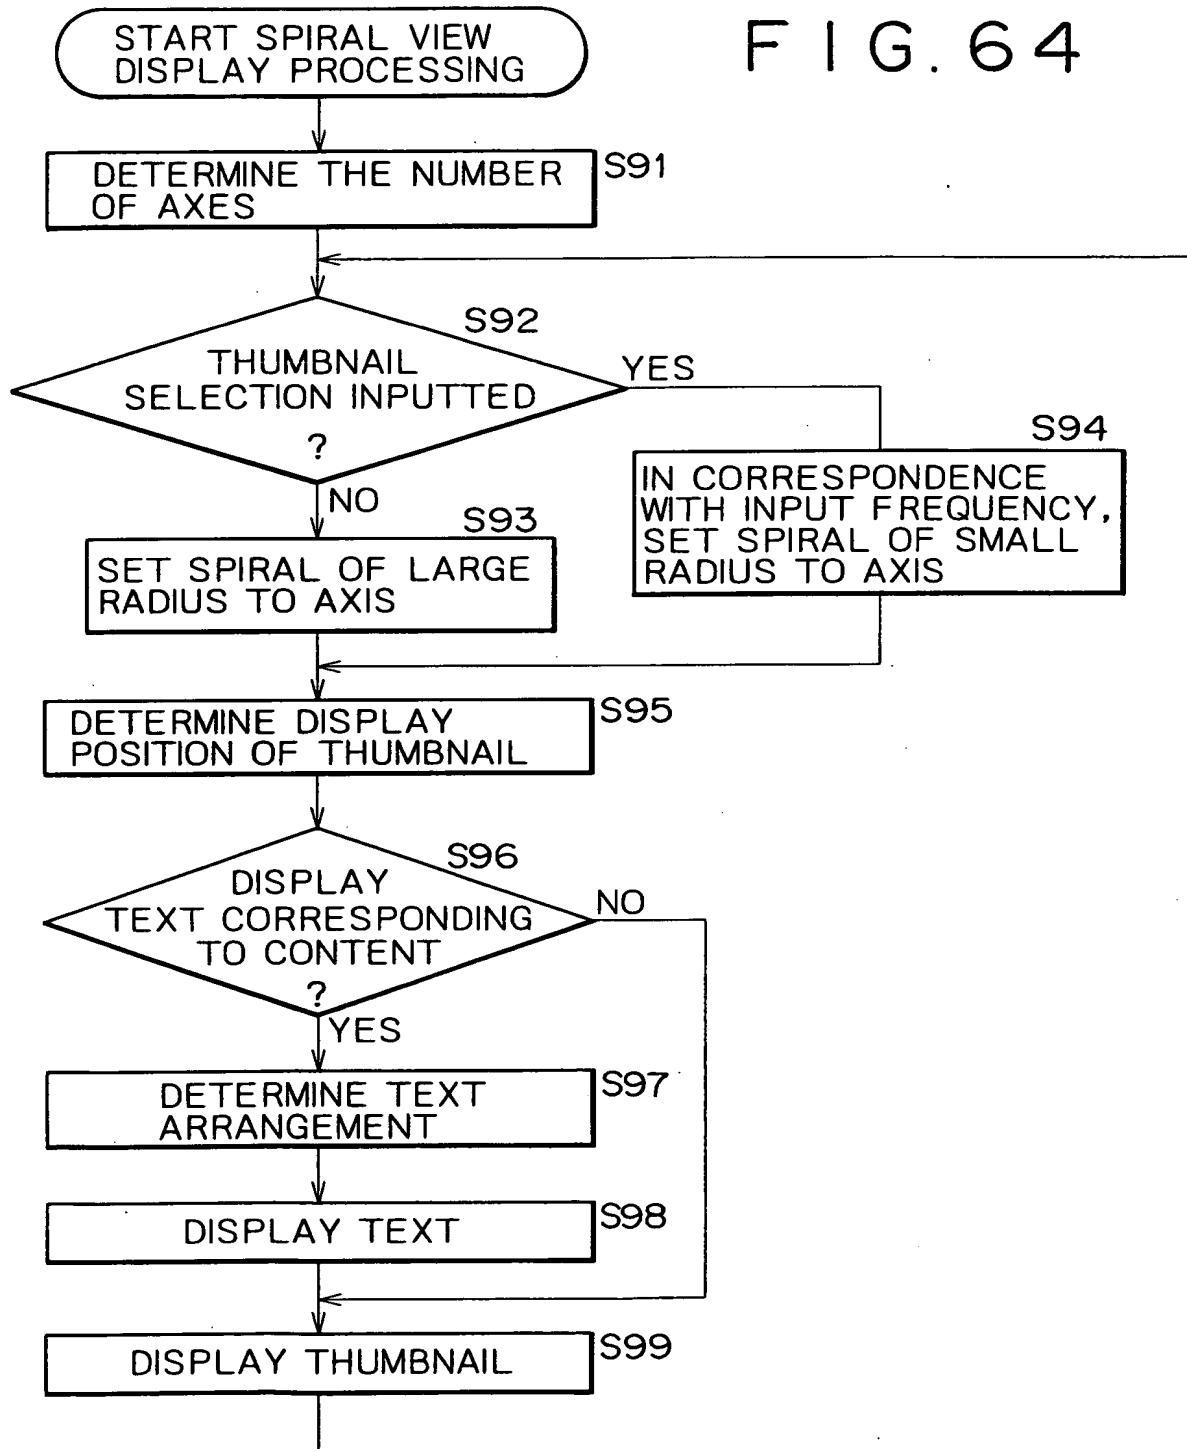 FIG. 64
START SPIRAL VIEW
DISPLAY PROCESSING
S91
DETERMINE THE NUMBER
OF AXES
S92
THUMBNAIL
SELECTION INPUTTED
?
YES
NO
S94
IN CORRESPONDENCE
WITH INPUT FREQUENCY,
SET SPIRAL OF SMALL
RADIUS TO AXIS
S93
SET SPIRAL OF LARGE
RADIUS TO AXIS
S95
DETERMINE DISPLAY
POSITION OF THUMBNAIL
S96
DISPLAY
TEXT CORRESPONDING
TO CONTENT
?
NO
YES
S97
DETERMINE TEXT
ARRANGEMENT
S98
DISPLAY TEXT
S99
DISPLAY THUMBNAIL